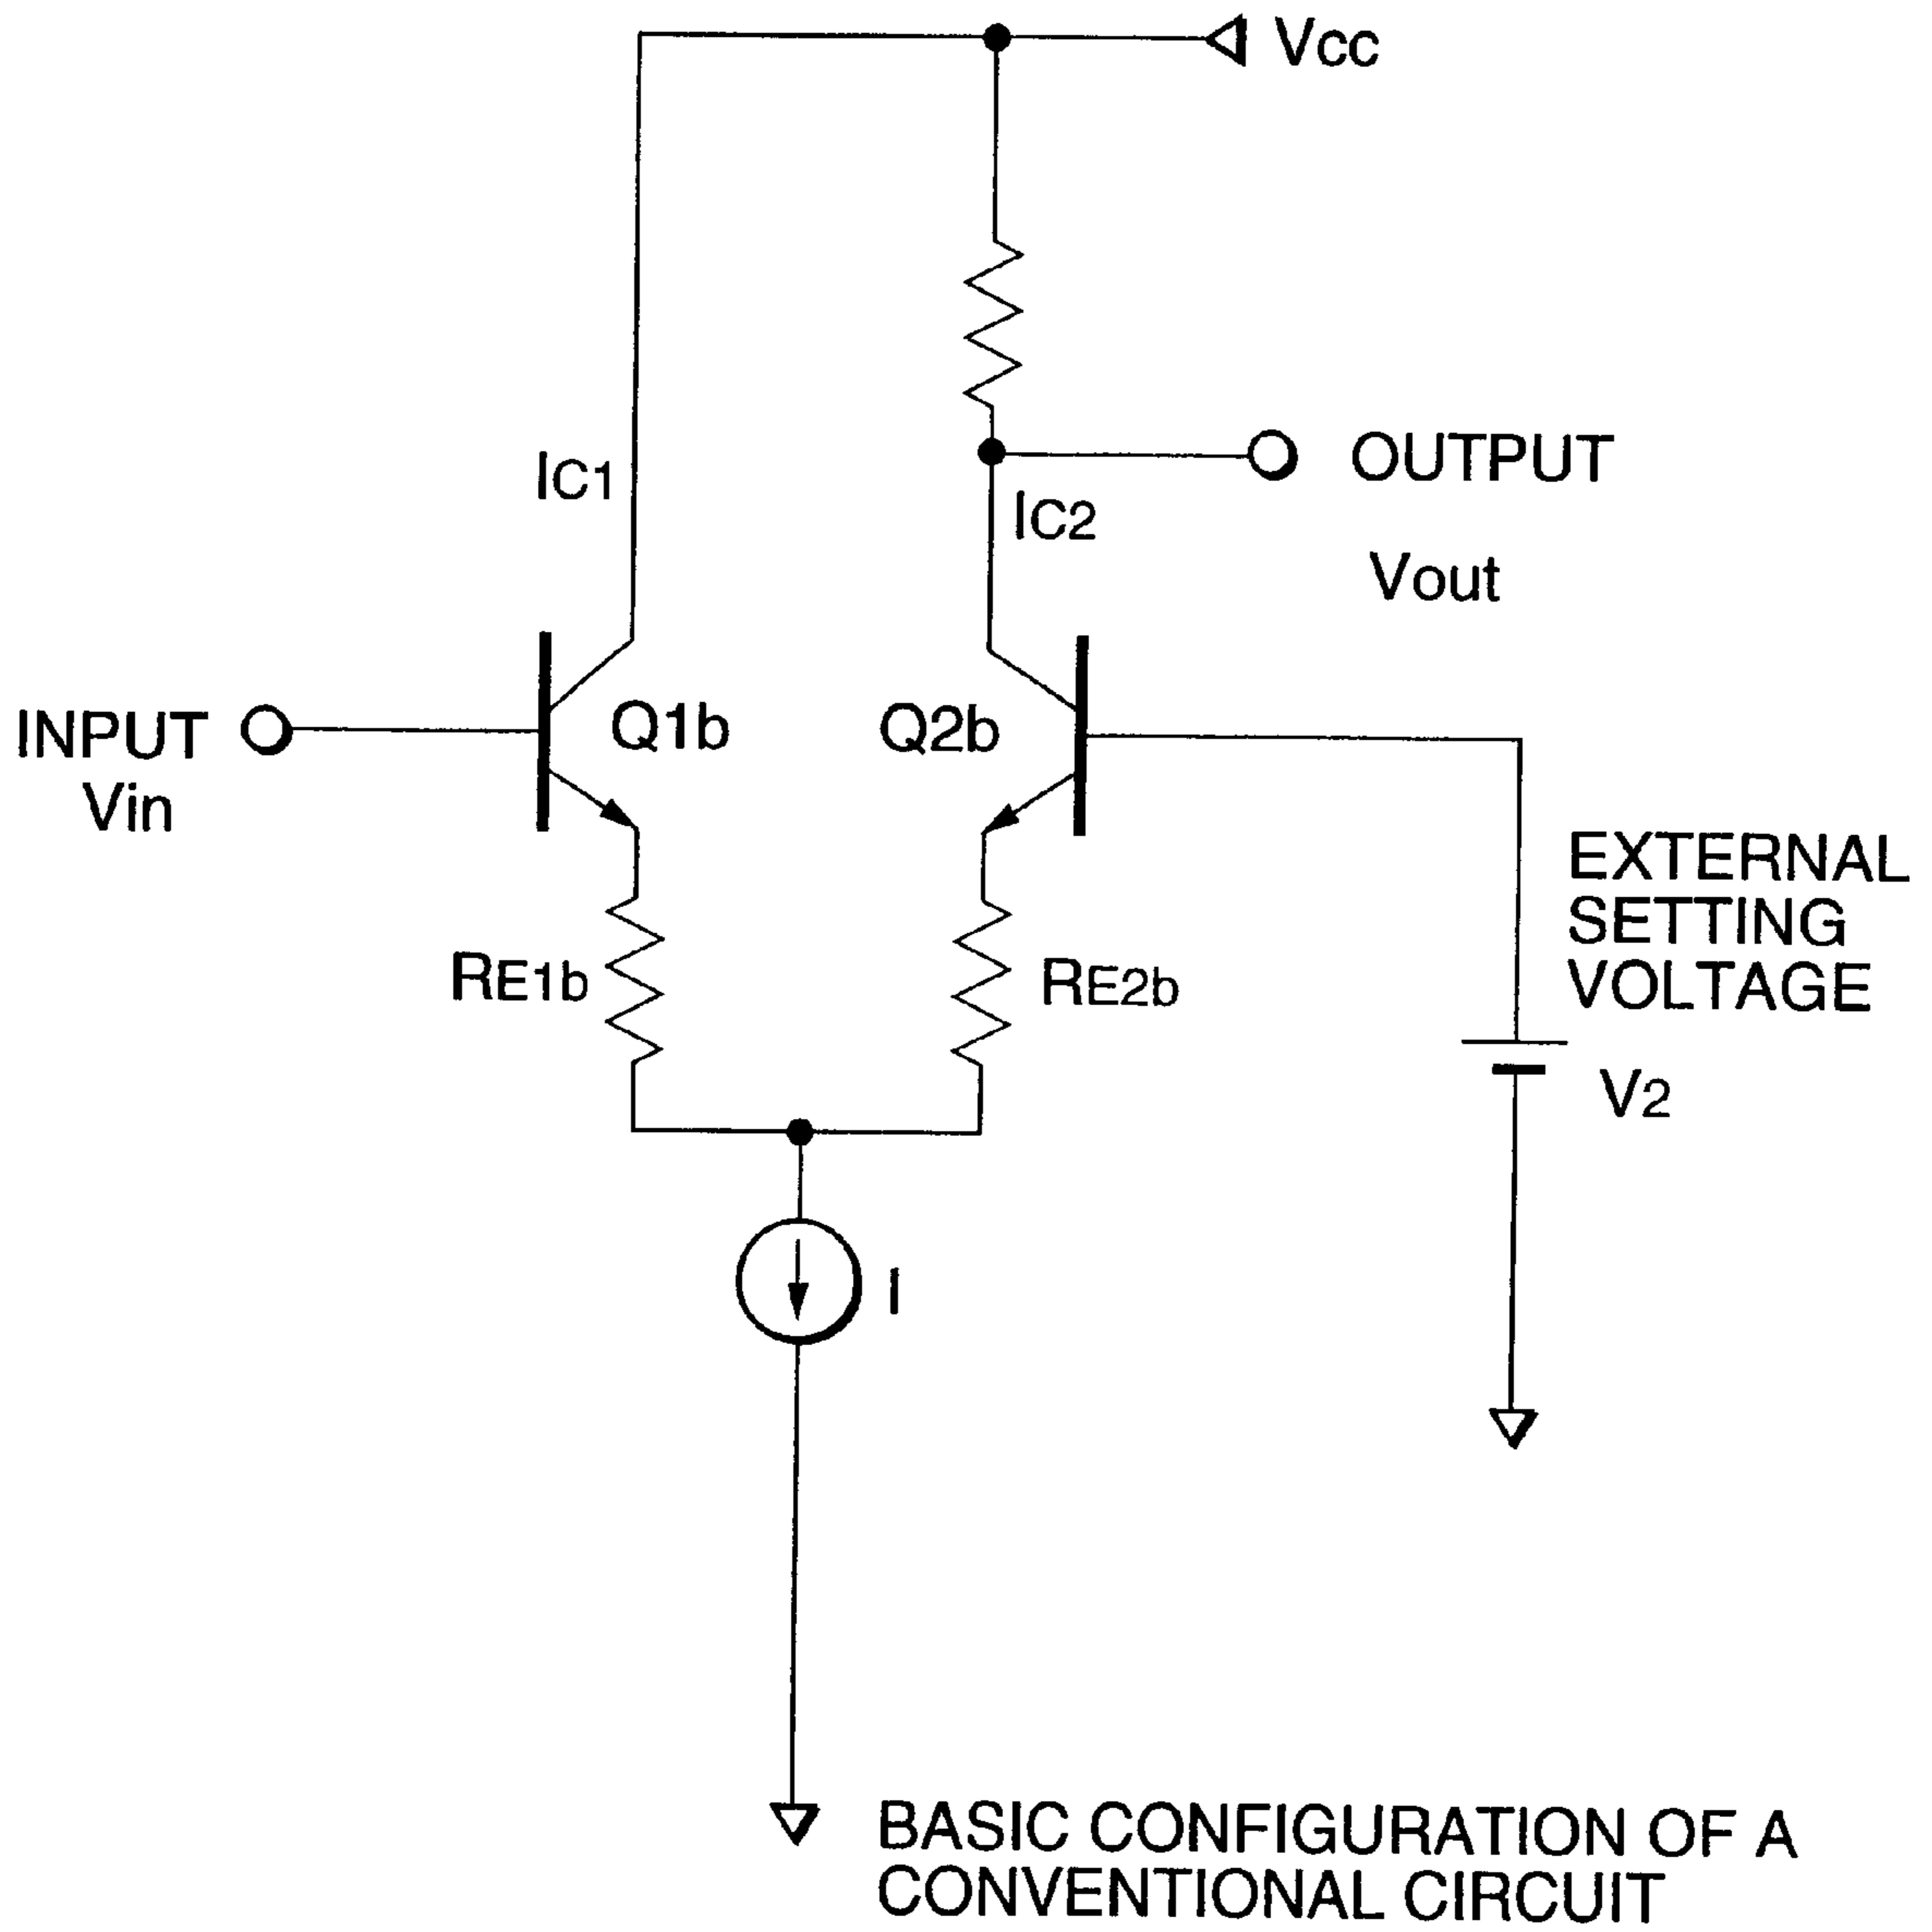 Vcc
IC1
OUTPUT
IC2
Vout
INPUT
Vin
Q1b
Q2b
EXTERNAL
SETTING
VOLTAGE
RE1b
RE2b
V2
I
BASIC CONFIGURATION OF A
CONVENTIONAL CIRCUIT